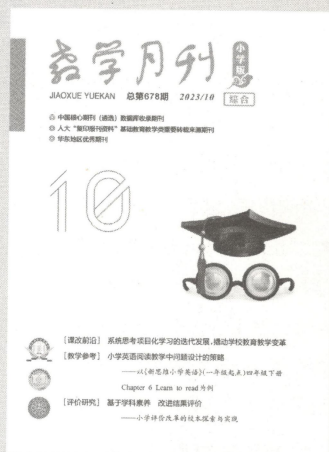 教学月刊
小学版
JIAOXUE YUEKAN 总第678期 2023/10 综合
中国核心期刊(遴选)数据库收录期刊
人大“复印报刊资料”基础教育教学类重要转载来源期刊
华东地区优秀期刊
10
[课改前沿] 系统思考项目化学习的迭代发展,撬动学校教育教学变革
[教学参考] 小学英语阅读教学中问题设计的策略
——以《新思维小学英语》(一年级起点)四年级下册
Chapter 6 Learn to read为例
[评价研究] 基于学科素养 改进结果评价
——小学评价改革的校本探索与实践